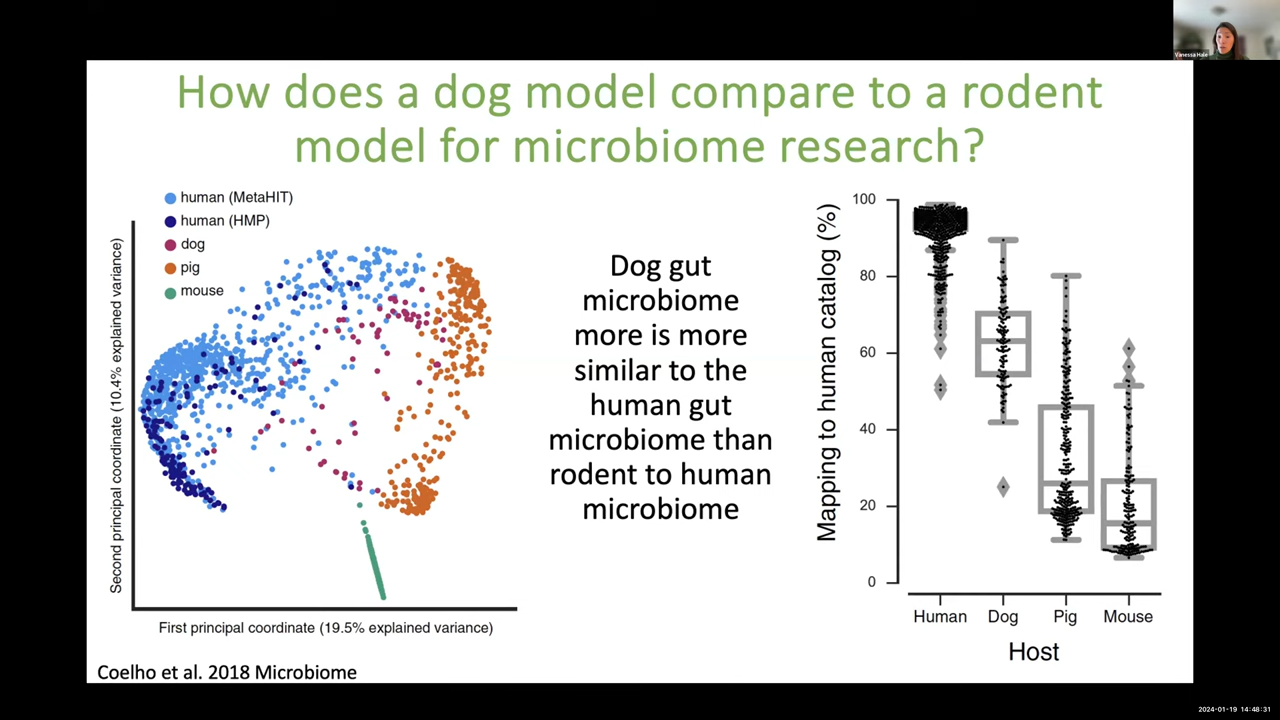 Vanessa Hale
How does a dog model compare to a rodent
model for microbiome research?
human (MetaHIT)
human (HMP)
dog
pig
mouse
Second principal coordinate (10.4% explained variance)
First principal coordinate (19.5% explained variance)
Dog gut
microbiome
more is more
similar to the
human gut
microbiome than
rodent to human
microbiome
Mapping to human catalog (%)
100
80
60
40
20
0
Human Dog Pig Mouse
Host
Coelho et al. 2018 Microbiome
2024-01-19 14:48:31